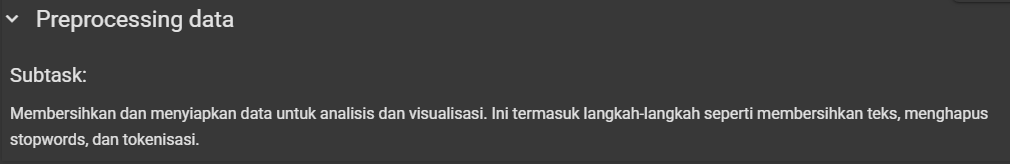 Preprocessing data
Subtask:
Membersihkan dan menyiapkan data untuk analisis dan visualisasi. Ini termasuk langkah-langkah seperti membersihkan teks, menghapus
stopwords, dan tokenisasi.